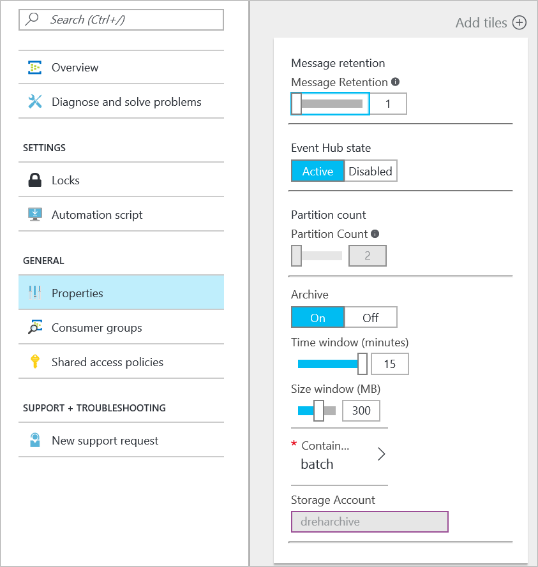 Search (Ctrl+/)
Overview
Diagnose and solve problems
SETTINGS
Locks
Automation script
GENERAL
Properties
Consumer groups
Shared access policies
SUPPORT + TROUBLESHOOTING
New support request
Add tiles
Message retention
Message Retention
1
Event Hub state
Active Disabled
Partition count
Partition Count
2
Archive
On Off
Time window (minutes)
15
Size window (MB)
300
* Contain...
batch
Storage Account
dreharchive